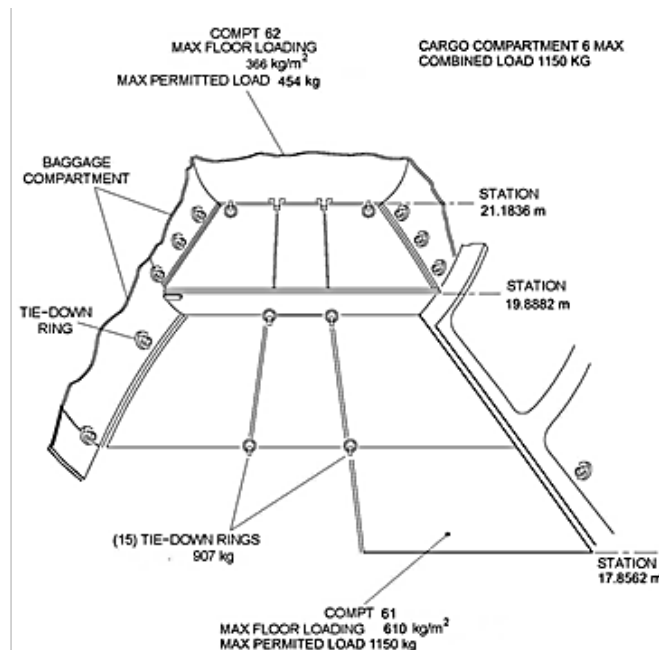 COMPT 62
MAX FLOOR LOADING
366 kg/m²
MAX PERMITTED LOAD 454 kg
CARGO COMPARTMENT 6 MAX
COMBINED LOAD 1150 KG
BAGGAGE
COMPARTMENT
STATION
21.1836 m
STATION
19.8882 m
TIE-DOWN
RING
(15) TIE-DOWN RINGS
907 kg
STATION
17.8562 m
COMPT 61
MAX FLOOR LOADING 610 kg/m²
MAX PERMITED LOAD 1150 kg